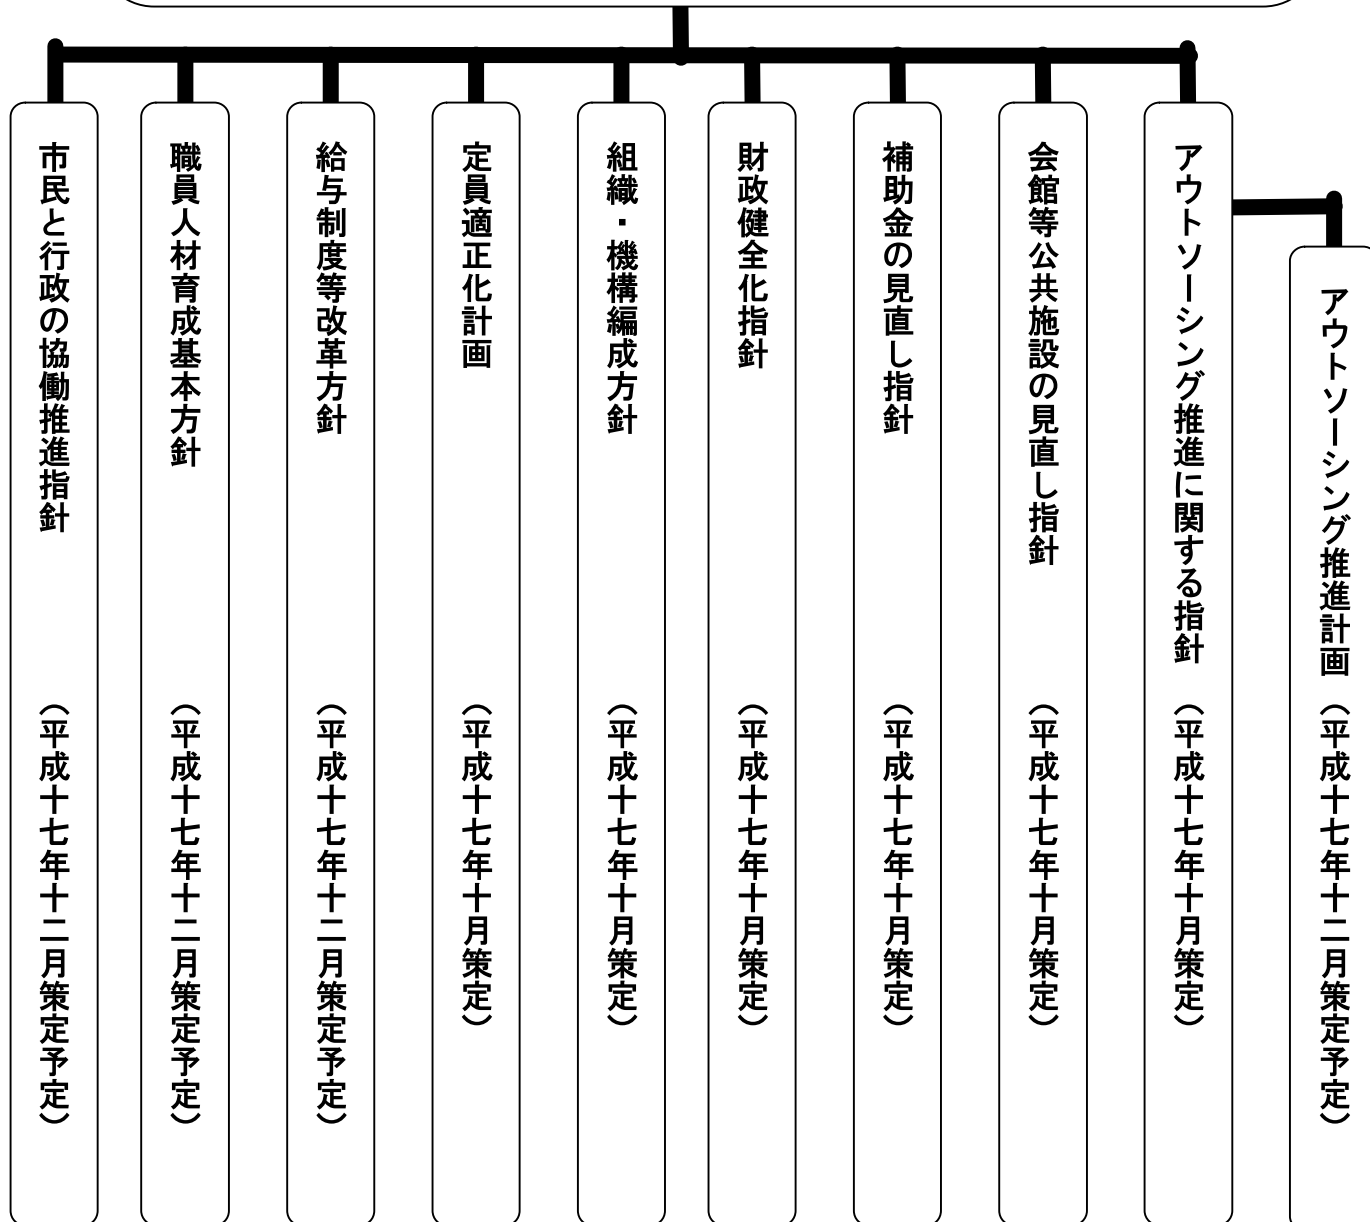 アウトソーシング推進計画（平成十七年十二月策定予定）
アウトソーシング推進に関する指針（平成十七年十月策定）
会館等公共施設の見直し指針（平成十七年十月策定）
補助金の見直し指針（平成十七年十月策定）
財政健全化指針（平成十七年十月策定）
組織・機構編成方針（平成十七年十月策定）
定員適正化計画（平成十七年十月策定）
給与制度等改革方針（平成十七年十二月策定予定）
職員人材育成基本方針（平成十七年十二月策定予定）
市民と行政の協働推進指針（平成十七年十二月策定予定）